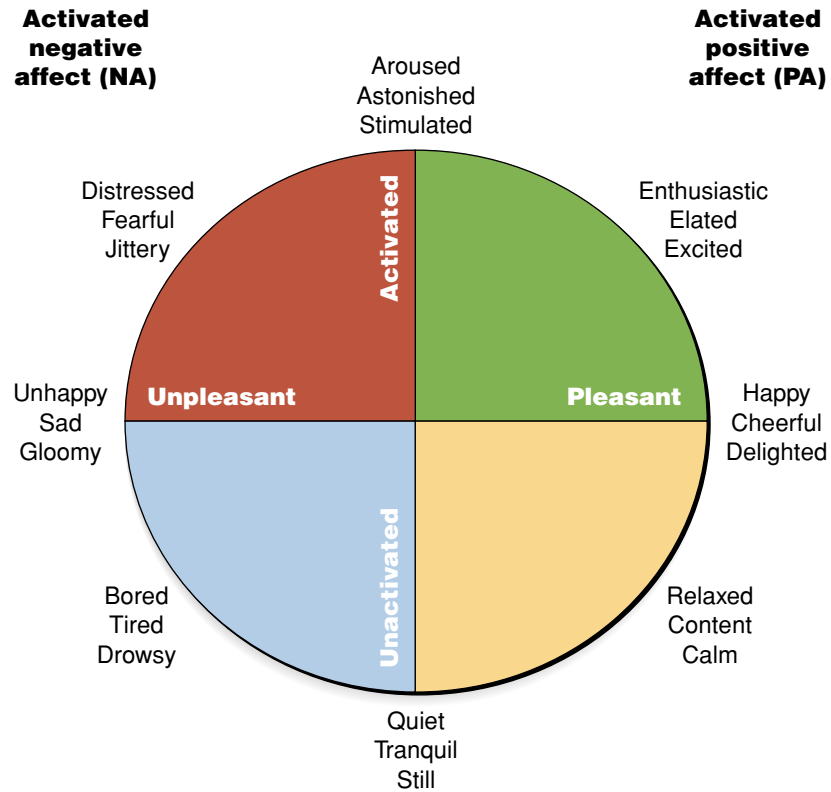 Activated
negative
affect (NA)
Activated
positive
affect (PA)
Aroused
Astonished
Stimulated
Distressed
Fearful
Jittery
Enthusiastic
Elated
Excited
Activated
Unpleasant
Pleasant
Unhappy
Sad
Gloomy
Happy
Cheerful
Delighted
Unactivated
Bored
Tired
Drowsy
Relaxed
Content
Calm
Quiet
Tranquil
Still